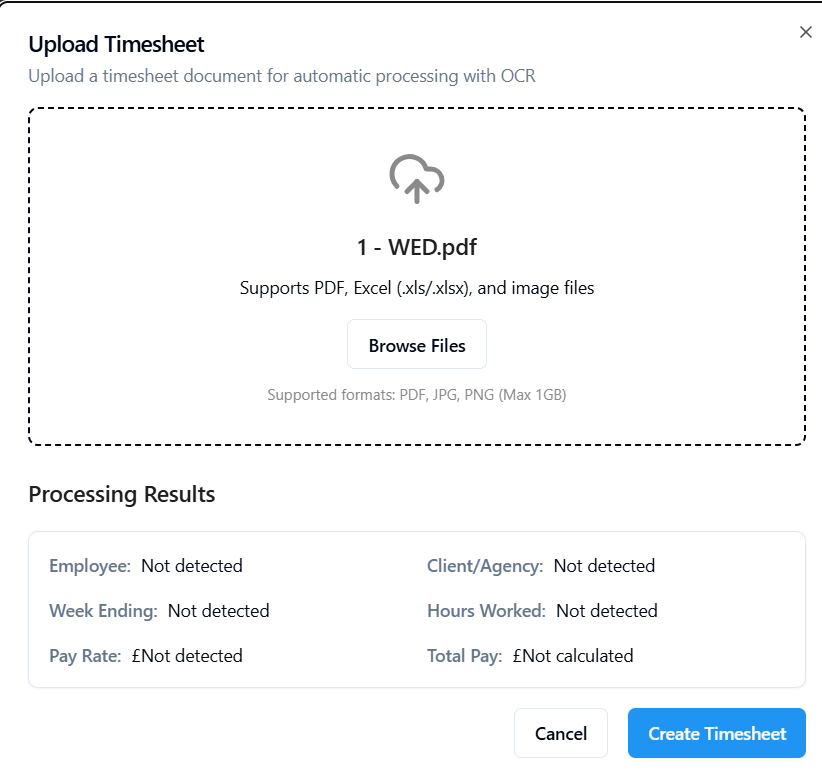 Upload Timesheet
Upload a timesheet document for automatic processing with OCR
1 - WED.pdf
Supports PDF, Excel (.xls/.xlsx), and image files
Browse Files
Supported formats: PDF, JPG, PNG (Max 1GB)
Processing Results
Employee: Not detected
Client/Agency: Not detected
Week Ending: Not detected
Hours Worked: Not detected
Pay Rate: £Not detected
Total Pay: £Not calculated
Cancel
Create Timesheet